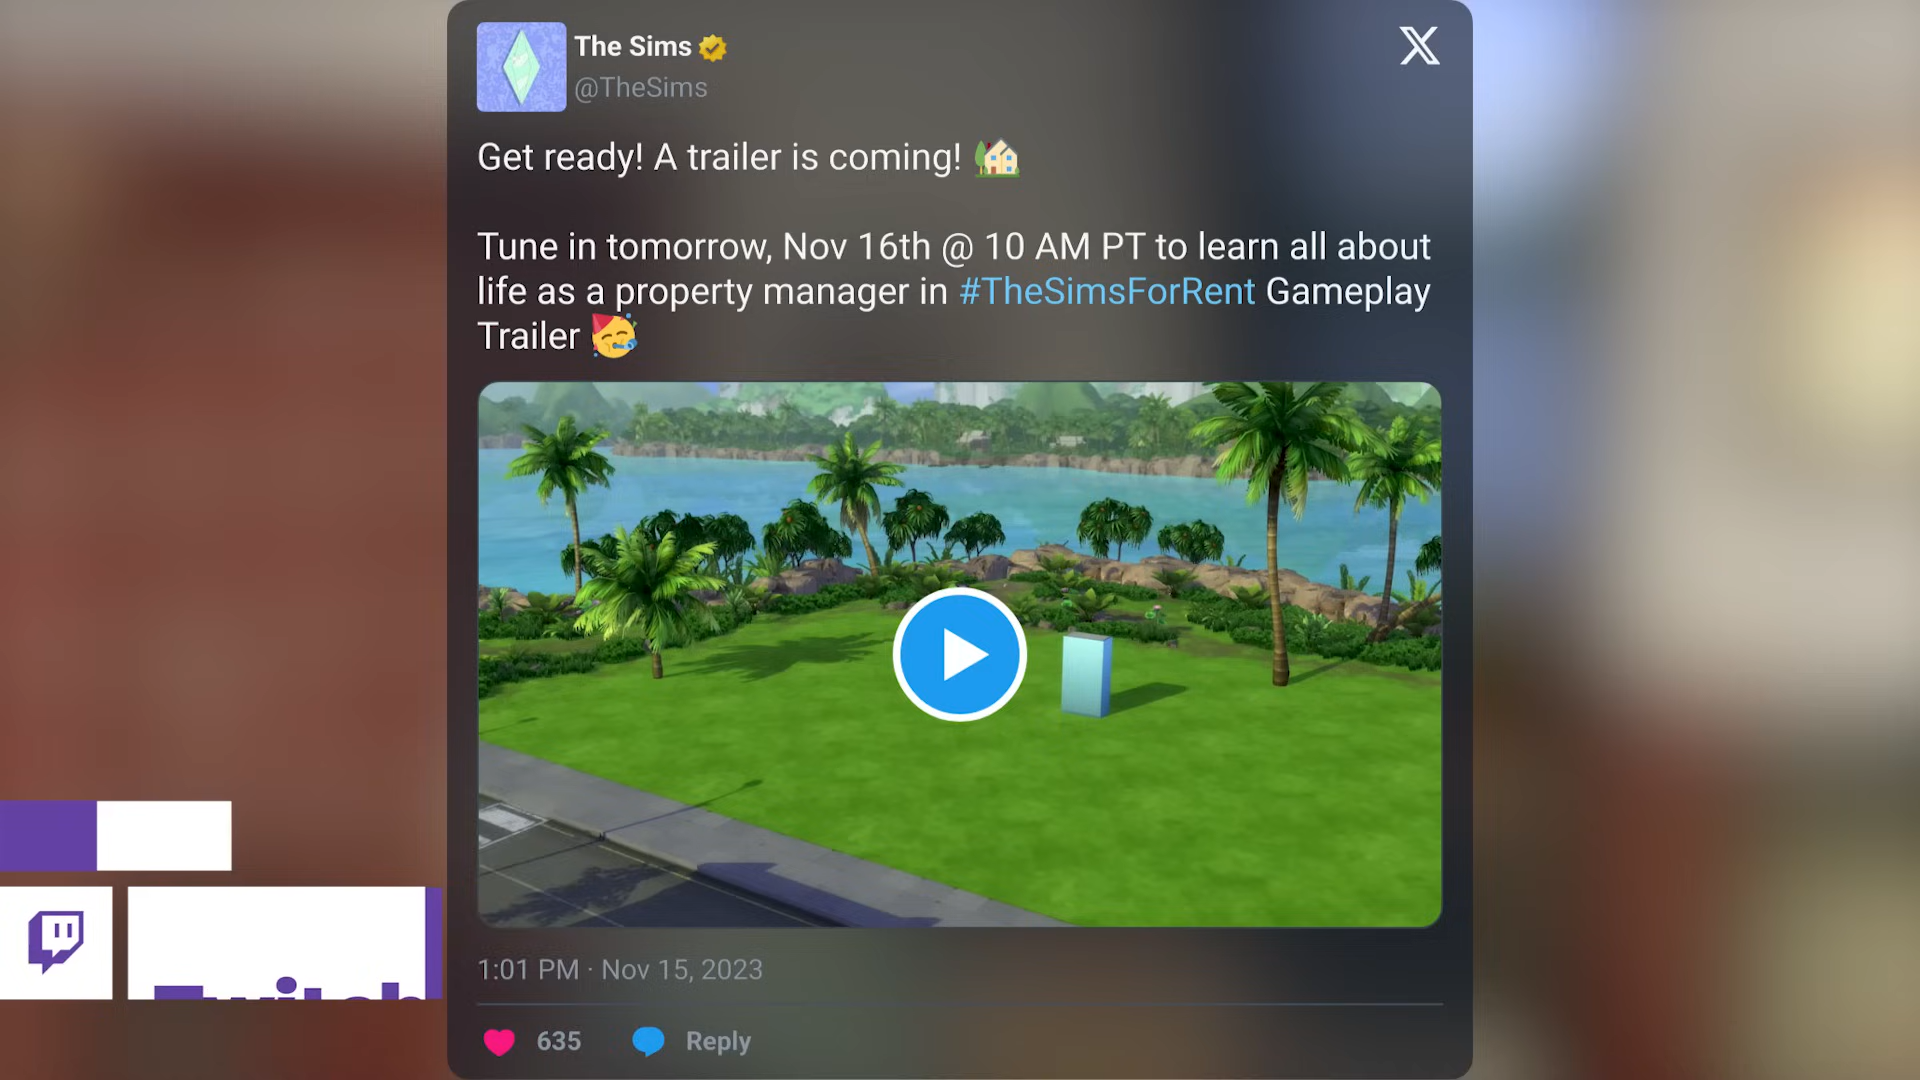 The Sims
@TheSims
Get ready! A trailer is coming!
Tune in tomorrow, Nov 16th @ 10 AM PT to learn all about
life as a property manager in #TheSimsForRent Gameplay
Trailer
1:01 PM · Nov 15, 2023
635 Reply
Twitch